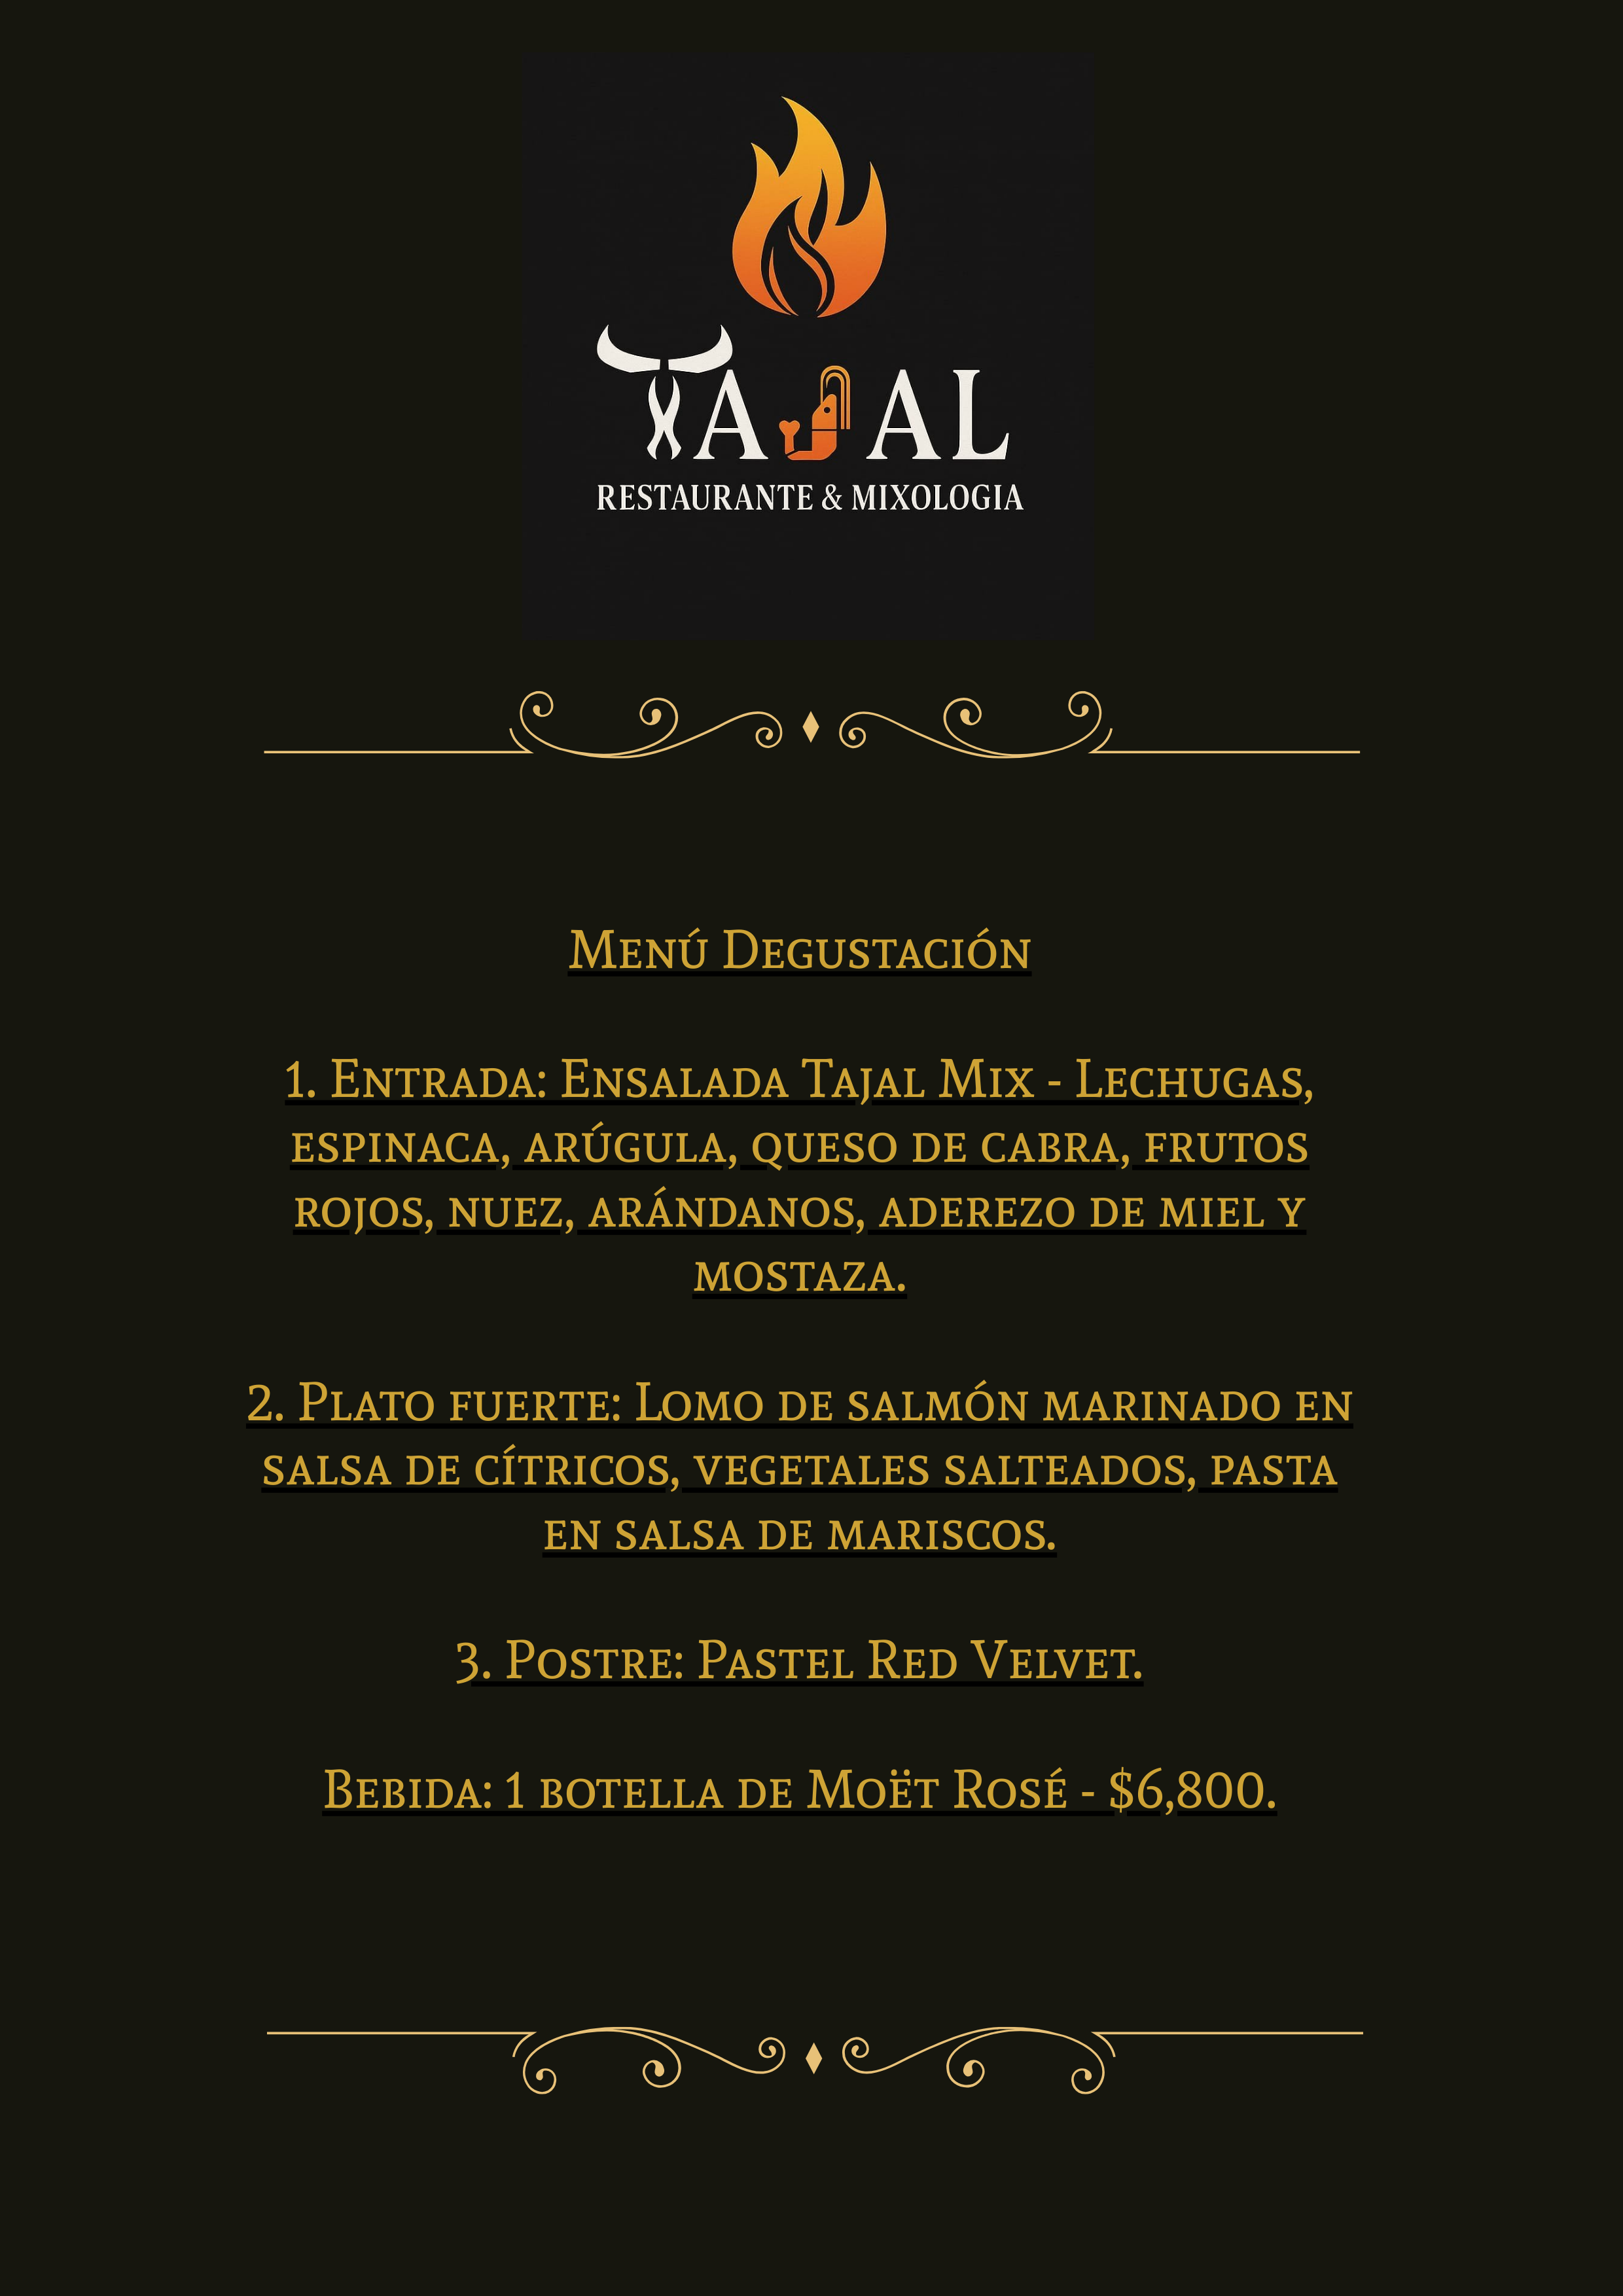 TAJAL
RESTAURANTE & MIXOLOGIA
Menú Degustación
1. Entrada: Ensalada Tajal Mix - Lechugas,
espinaca, arúgula, queso de cabra, frutos
rojos, nuez, arándanos, aderezo de miel y
mostaza.
2. Plato fuerte: Lomo de salmón marinado en
salsa de cítricos, vegetales salteados, pasta
en salsa de mariscos.
3. Postre: Pastel Red Velvet.
Bebida: 1 botella de Moët Rosé - $6,800.